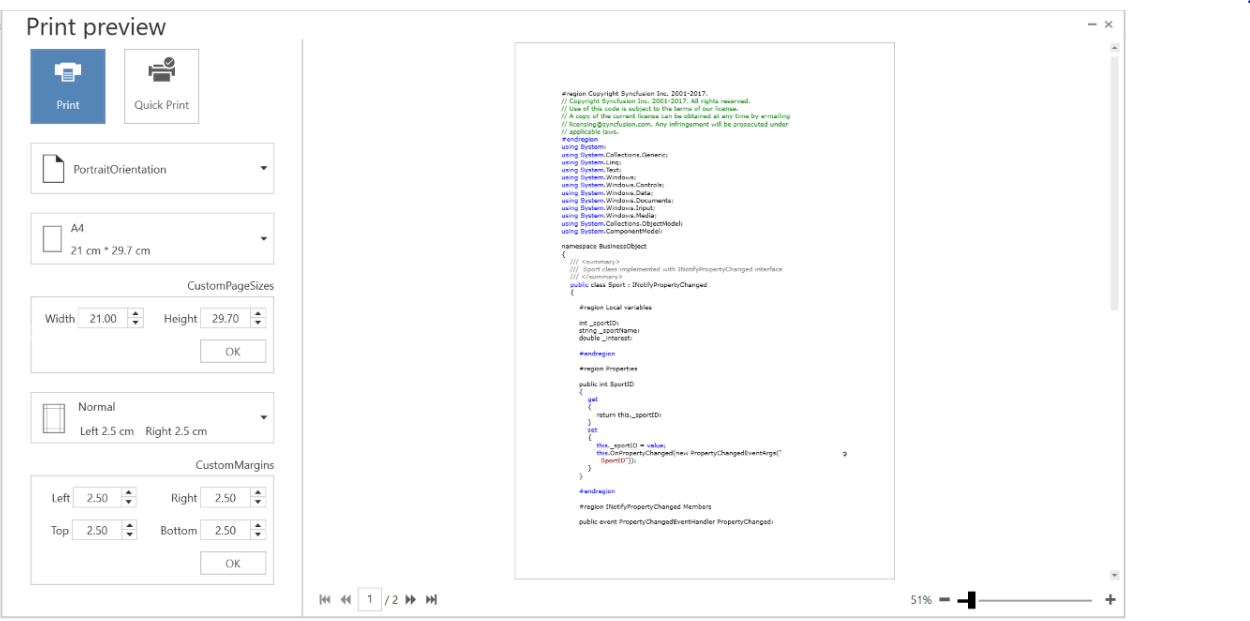 Print preview
Print
Quick Print
PortraitOrientation
A4
21 cm * 29.7 cm
CustomPageSizes
Width 21.00 Height 29.70
OK
Normal
Left 2.5 cm Right 2.5 cm
CustomMargins
Left 2.50 Right 2.50
Top 2.50 Bottom 2.50
OK
#region Copyright Syncfusion Inc. 2001-2017.
// Copyright Syncfusion Inc. 2001-2017. All rights reserved.
// Use of this code is subject to the terms of our license.
// A copy of the current license can be obtained at any time by e-mailing
// licensing@syncfusion.com. Any infringement will be prosecuted under
// applicable laws.
#endregion
using System;
using System.Collections.Generic;
using System.Linq;
using System.Text;
using System.Windows;
using System.Windows.Controls;
using System.Windows.Data;
using System.Windows.Documents;
using System.Windows.Input;
using System.Windows.Media;
using System.Collections.ObjectModel;
using System.ComponentModel;
namespace BusinessObject
{
/// <summary>
/// Sport class implemented with INotifyPropertyChanged interface
/// </summary>
public class Sport : INotifyPropertyChanged
{
#region Local variables
int _sportID;
string _sportName;
double _interest;
#endregion
#region Properties
public int SportID
{
get
{
return this._sportID;
}
set
{
this._sportID = value;
this.OnPropertyChanged(new PropertyChangedEventArgs("
SportID"));
}
}
#endregion
#region INotifyPropertyChanged Members
public event PropertyChangedEventHandler PropertyChanged;
1 / 2
51%